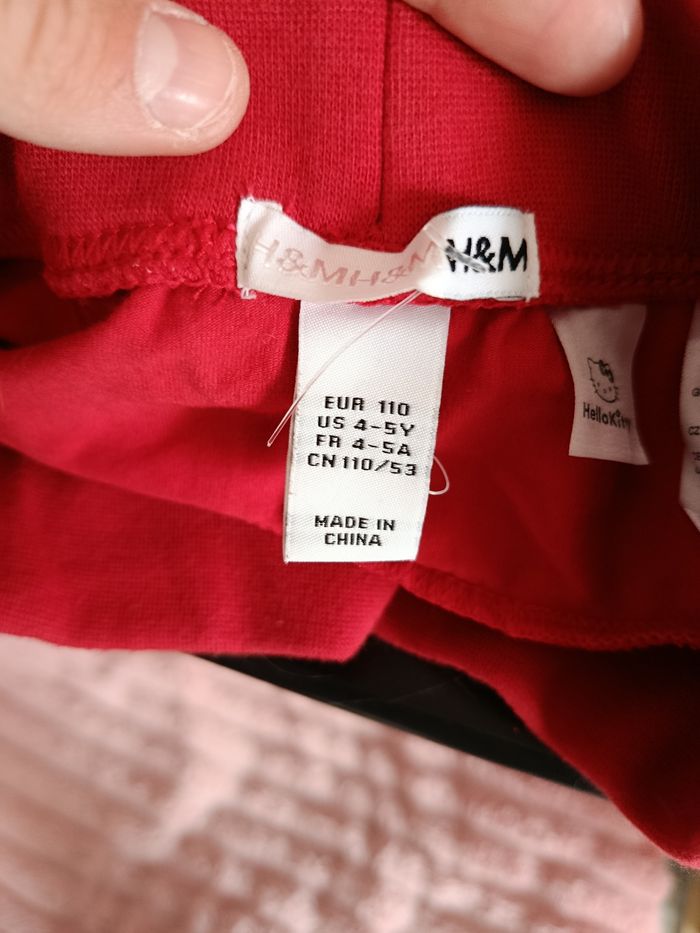 H&MH&M H&M
EUR 110
US 4-5Y
FR 4-5A
CN 110/53
MADE IN
CHINA
HelloKitty